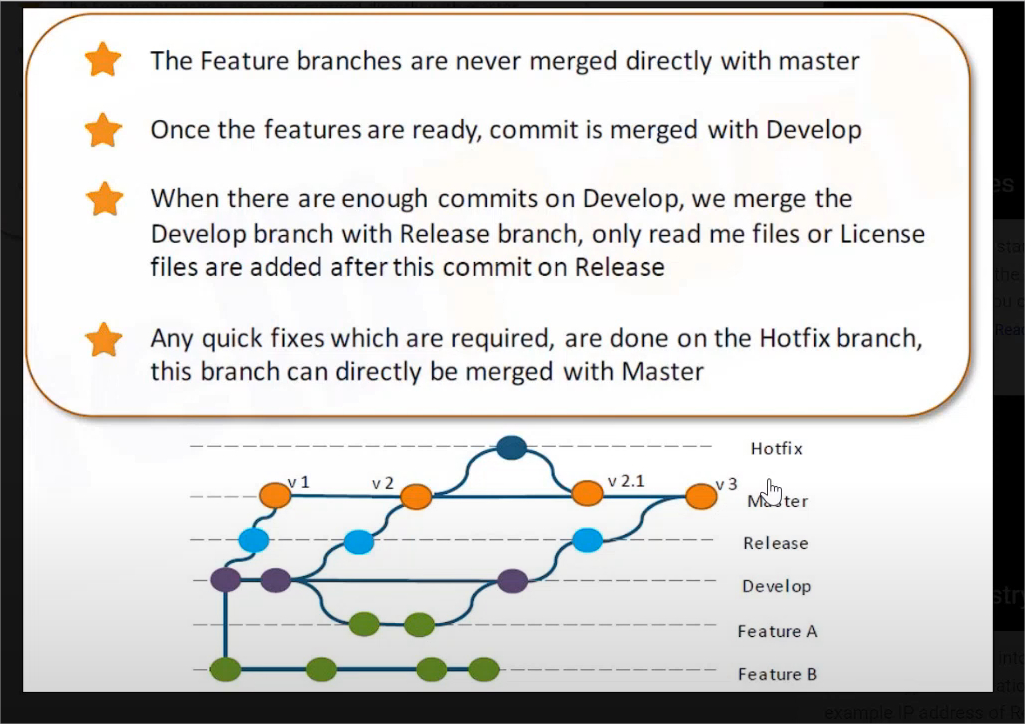 The Feature branches are never merged directly with master
Once the features are ready, commit is merged with Develop
When there are enough commits on Develop, we merge the
Develop branch with Release branch, only read me files or License
files are added after this commit on Release
Any quick fixes which are required, are done on the Hotfix branch,
this branch can directly be merged with Master
Hotfix
v 1
v 2
v 2.1
v 3
Master
Release
Develop
Feature A
Feature B
example IP address of R